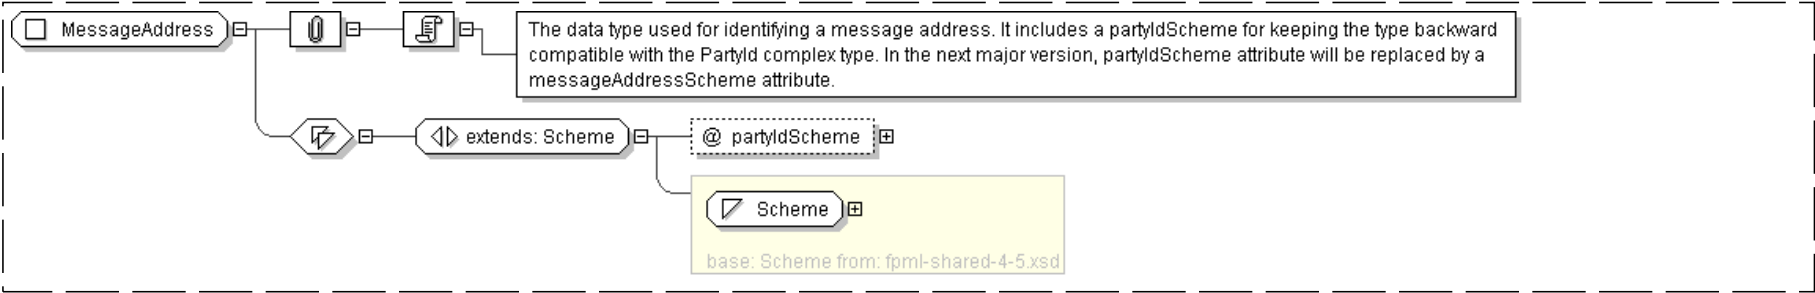 MessageAddress
The data type used for identifying a message address. It includes a partyIdScheme for keeping the type backward
compatible with the PartyId complex type. In the next major version, partyIdScheme attribute will be replaced by a
messageAddressScheme attribute.
extends: Scheme
@ partyIdScheme
Scheme
base: Scheme from: fpml-shared-4-5.xsd